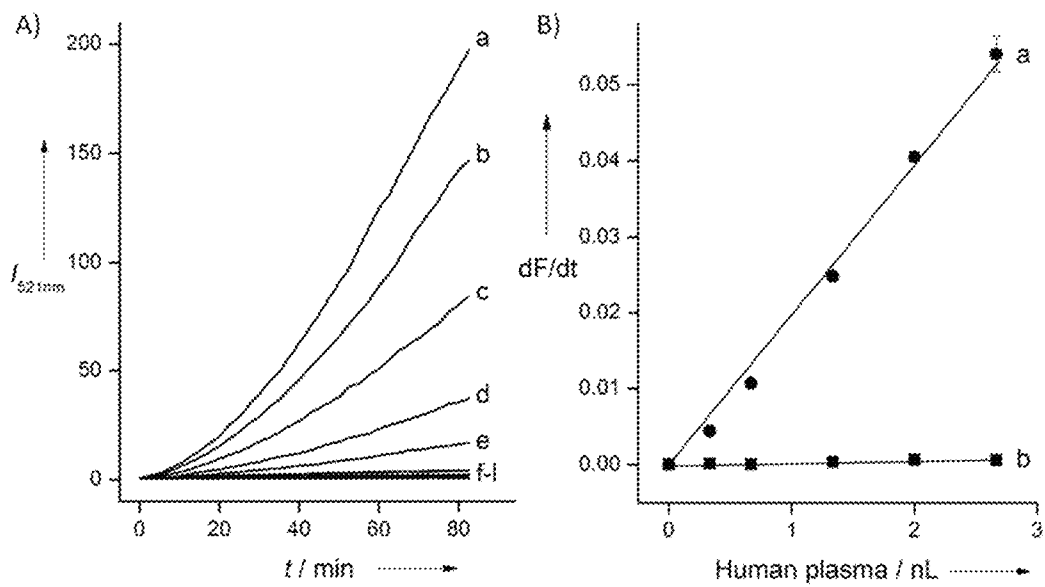 A)
200
150
100
50
0
I521nm
a
b
c
d
e
f-l
0 20 40 60 80
t / min
B)
0.05
0.04
0.03
0.02
0.01
0.00
dF/dt
a
b
0 1 2 3
Human plasma / nL